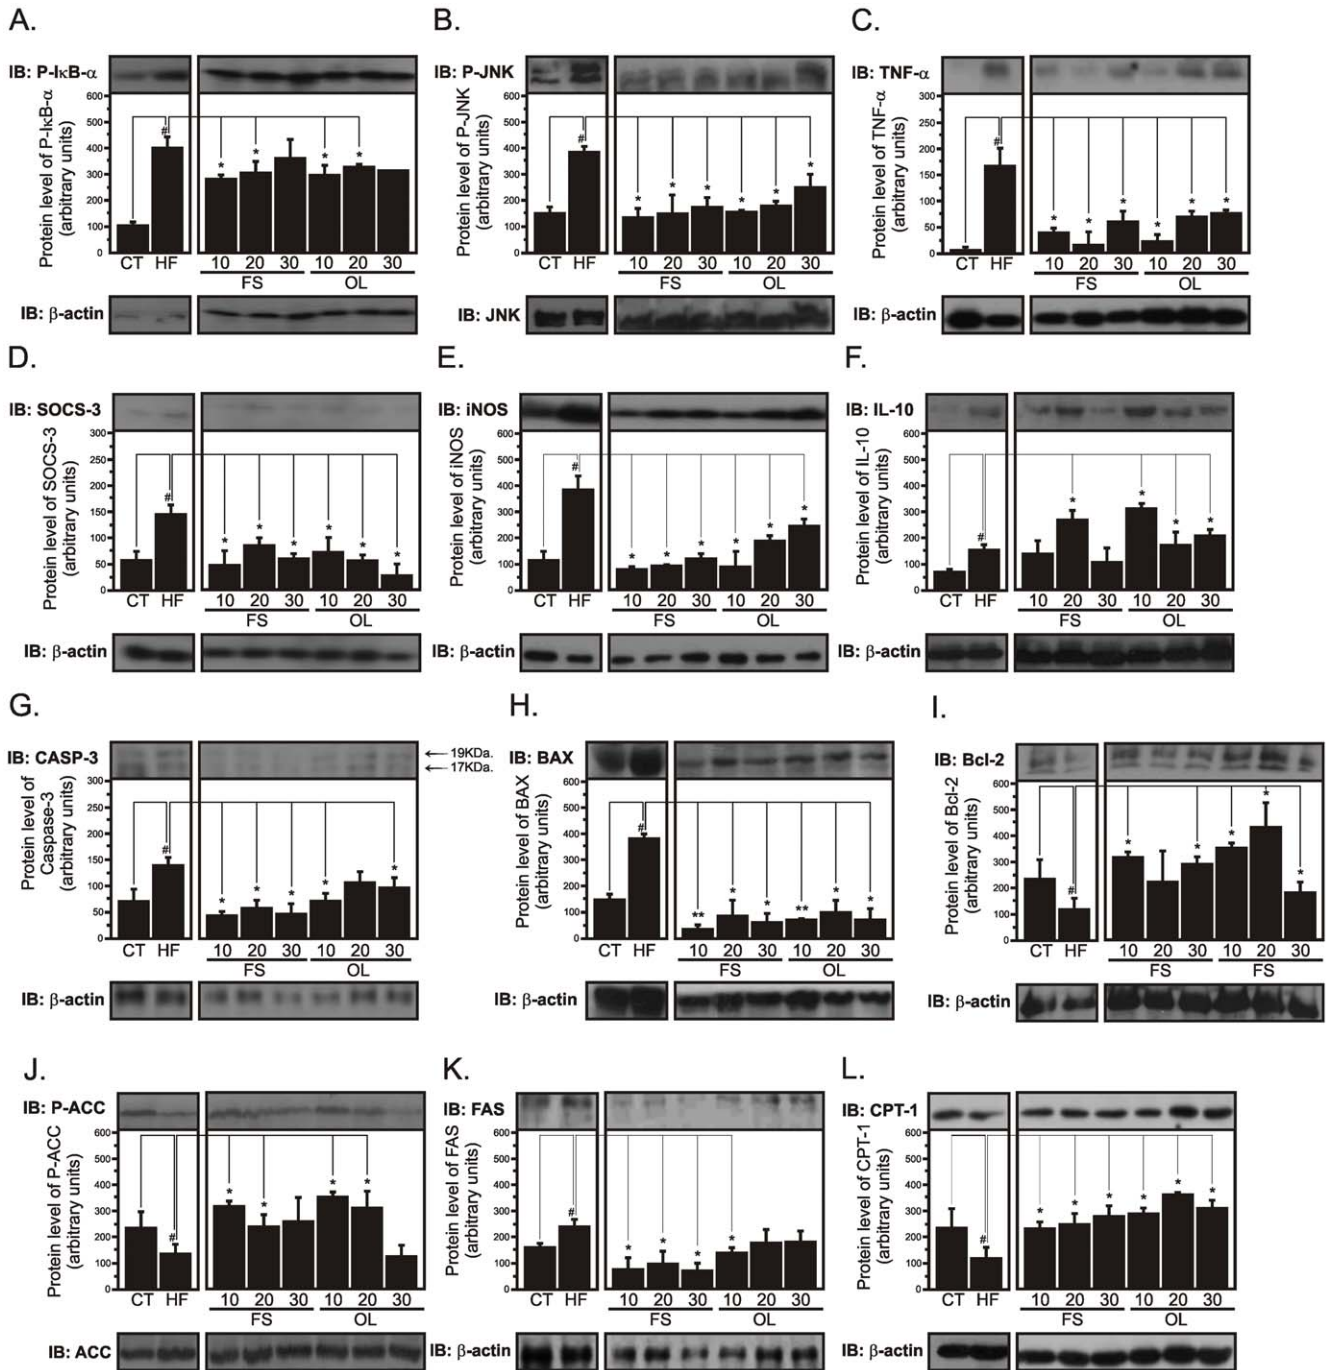 A.
IB: P-IκB-α
Protein level of P-IκB-α
(arbitrary units)
600
500
400
300
200
100
0
#
* * * *
CT HF 10 20 30 10 20 30
FS OL
IB: β-actin
B.
IB: P-JNK
Protein level of P-JNK
(arbitrary units)
600
500
400
300
200
100
0
#
* * * * * *
CT HF 10 20 30 10 20 30
FS OL
IB: JNK
C.
IB: TNF-α
Protein level of TNF-α
(arbitrary units)
300
250
200
150
100
50
0
#
* * * * * *
CT HF 10 20 30 10 20 30
FS OL
IB: β-actin
D.
IB: SOCS-3
Protein level of SOCS-3
(arbitrary units)
300
250
200
150
100
50
0
#
* * * * * *
CT HF 10 20 30 10 20 30
FS OL
IB: β-actin
E.
IB: iNOS
Protein level of iNOS
(arbitrary units)
600
500
400
300
200
100
0
#
* * * * * *
CT HF 10 20 30 10 20 30
FS OL
IB: β-actin
F.
IB: IL-10
Protein level of IL-10
(arbitrary units)
600
500
400
300
200
100
0
#
* * * *
CT HF 10 20 30 10 20 30
FS OL
IB: β-actin
G.
IB: CASP-3
←19KDa.
←17KDa.
Protein level of
Caspase-3
(arbitrary units)
300
250
200
150
100
50
0
#
* * * * *
CT HF 10 20 30 10 20 30
FS OL
IB: β-actin
H.
IB: BAX
Protein level of BAX
(arbitrary units)
600
500
400
300
200
100
0
#
** * * ** * *
CT HF 10 20 30 10 20 30
FS OL
IB: β-actin
I.
IB: Bcl-2
Protein level of Bcl-2
(arbitrary units)
600
500
400
300
200
100
0
#
* * * * *
CT HF 10 20 30 10 20 30
FS FS
IB: β-actin
J.
IB: P-ACC
Protein level of P-ACC
(arbitrary units)
600
500
400
300
200
100
0
#
* * * *
CT HF 10 20 30 10 20 30
FS OL
IB: ACC
K.
IB: FAS
Protein level of FAS
(arbitrary units)
600
500
400
300
200
100
0
#
* * * *
CT HF 10 20 30 10 20 30
FS OL
IB: β-actin
L.
IB: CPT-1
Protein level of CPT-1
(arbitrary units)
600
500
400
300
200
100
0
#
* * * * * *
CT HF 10 20 30 10 20 30
FS OL
IB: β-actin